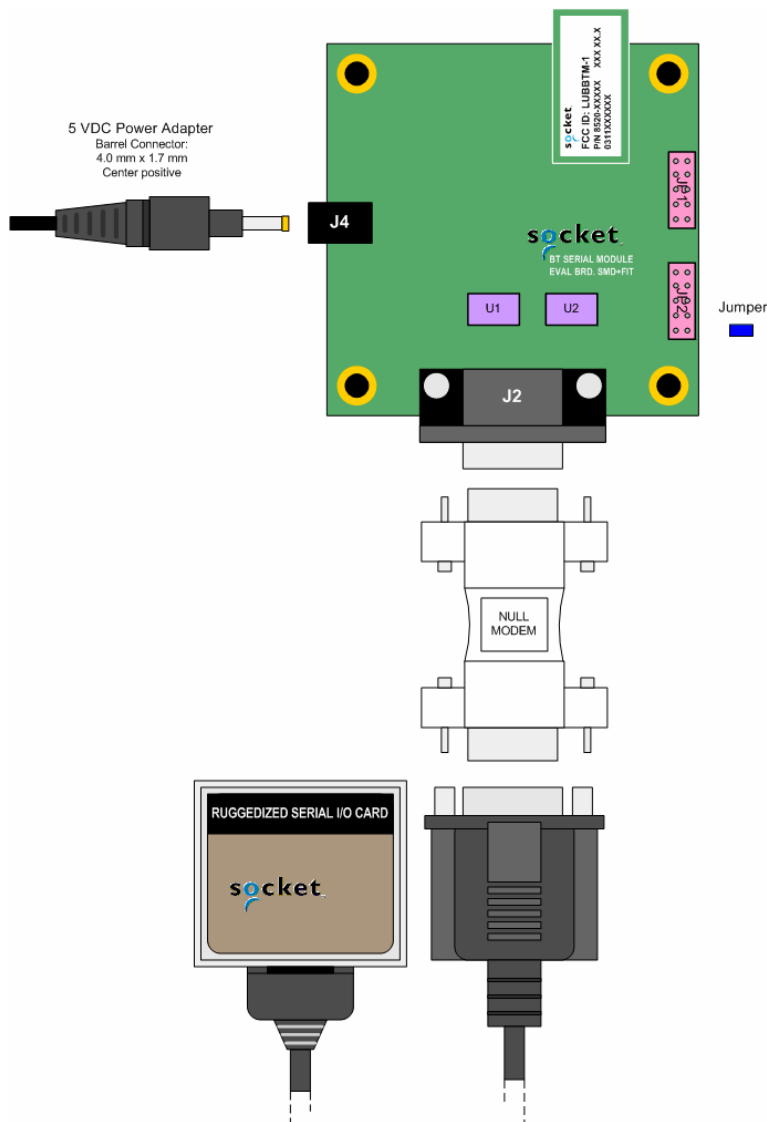 5 VDC Power Adapter
Barrel Connector:
4.0 mm x 1.7 mm
Center positive
socket
FCC ID: LUBBTM-1
P/N 8520-XXXXX XXX XX.X
0311XXXXXX
J4
JP1
socket
BT SERIAL MODULE
EVAL BRD. SMD+FIT
U1
U2
JP2
Jumper
J2
NULL
MODEM
RUGGEDIZED SERIAL I/O CARD
socket